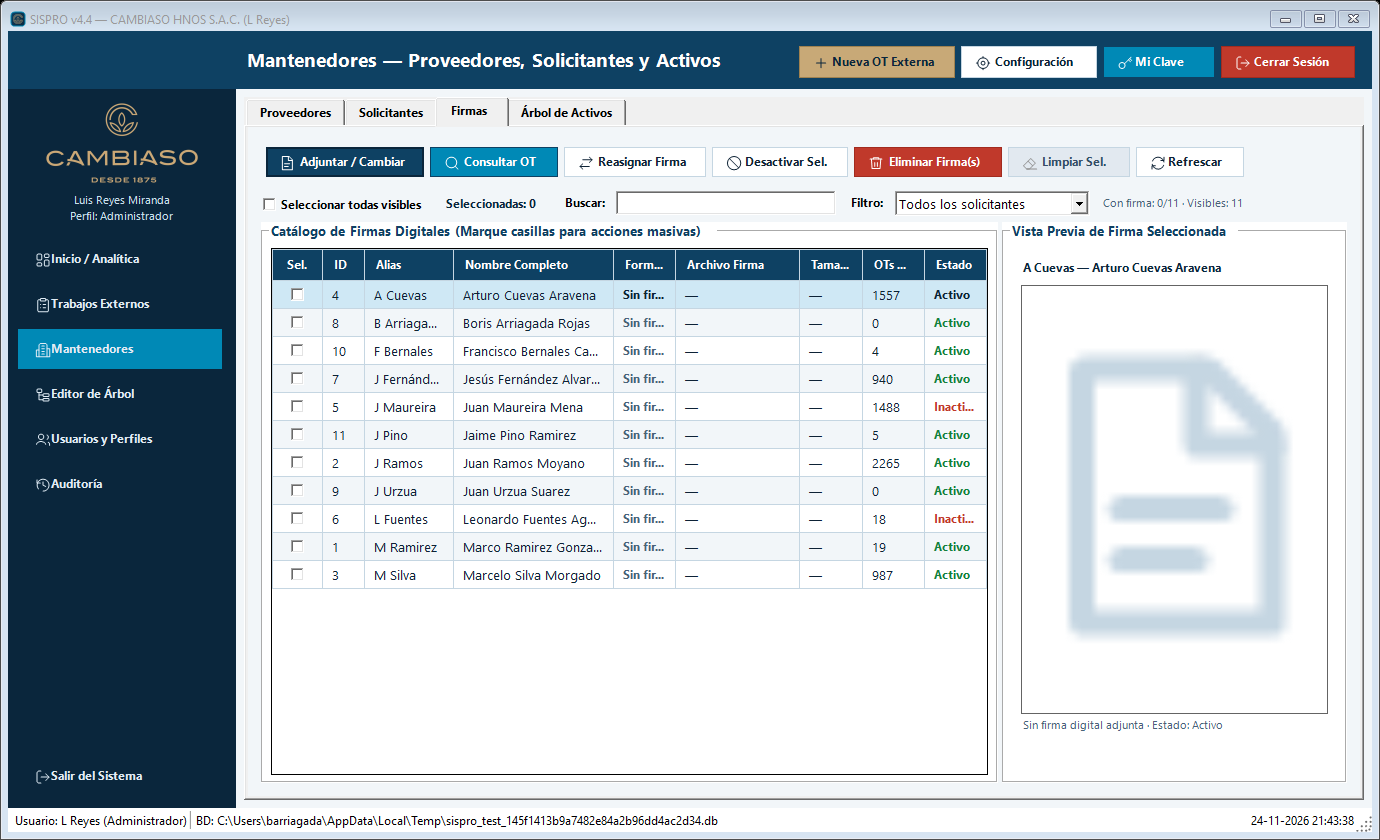 SISPRO v4.4 — CAMBIASO HNOS S.A.C. (L Reyes)
Mantenedores — Proveedores, Solicitantes y Activos
Nueva OT Externa
Configuración
Mi Clave
Cerrar Sesión
CAMBIASO
DESDE 1875
Luis Reyes Miranda
Perfil: Administrador
Inicio / Analítica
Trabajos Externos
Mantenedores
Editor de Árbol
Usuarios y Perfiles
Auditoría
Salir del Sistema
Proveedores Solicitantes Firmas Árbol de Activos
Adjuntar / Cambiar Consultar OT Reasignar Firma Desactivar Sel. Eliminar Firma(s) Limpiar Sel. Refrescar
Seleccionar todas visibles Seleccionadas: 0 Buscar: Filtro: Todos los solicitantes Con firma: 0/11 · Visibles: 11
Catálogo de Firmas Digitales (Marque casillas para acciones masivas)
Sel. ID Alias Nombre Completo Form... Archivo Firma Tama... OTs ... Estado
4 A Cuevas Arturo Cuevas Aravena Sin fir... — — 1557 Activo
8 B Arriaga... Boris Arriagada Rojas Sin fir... — — 0 Activo
10 F Bernales Francisco Bernales Ca... Sin fir... — — 4 Activo
7 J Fernánd... Jesús Fernández Alvar... Sin fir... — — 940 Activo
5 J Maureira Juan Maureira Mena Sin fir... — — 1488 Inacti...
11 J Pino Jaime Pino Ramirez Sin fir... — — 5 Activo
2 J Ramos Juan Ramos Moyano Sin fir... — — 2265 Activo
9 J Urzua Juan Urzua Suarez Sin fir... — — 0 Activo
6 L Fuentes Leonardo Fuentes Ag... Sin fir... — — 18 Inacti...
1 M Ramirez Marco Ramirez Gonza... Sin fir... — — 19 Activo
3 M Silva Marcelo Silva Morgado Sin fir... — — 987 Activo
Vista Previa de Firma Seleccionada
A Cuevas — Arturo Cuevas Aravena
Sin firma digital adjunta · Estado: Activo
Usuario: L Reyes (Administrador) BD: C:\Users\barriagada\AppData\Local\Temp\sispro_test_145f1413b9a7482e84a2b96dd4ac2d34.db 24-11-2026 21:43:38